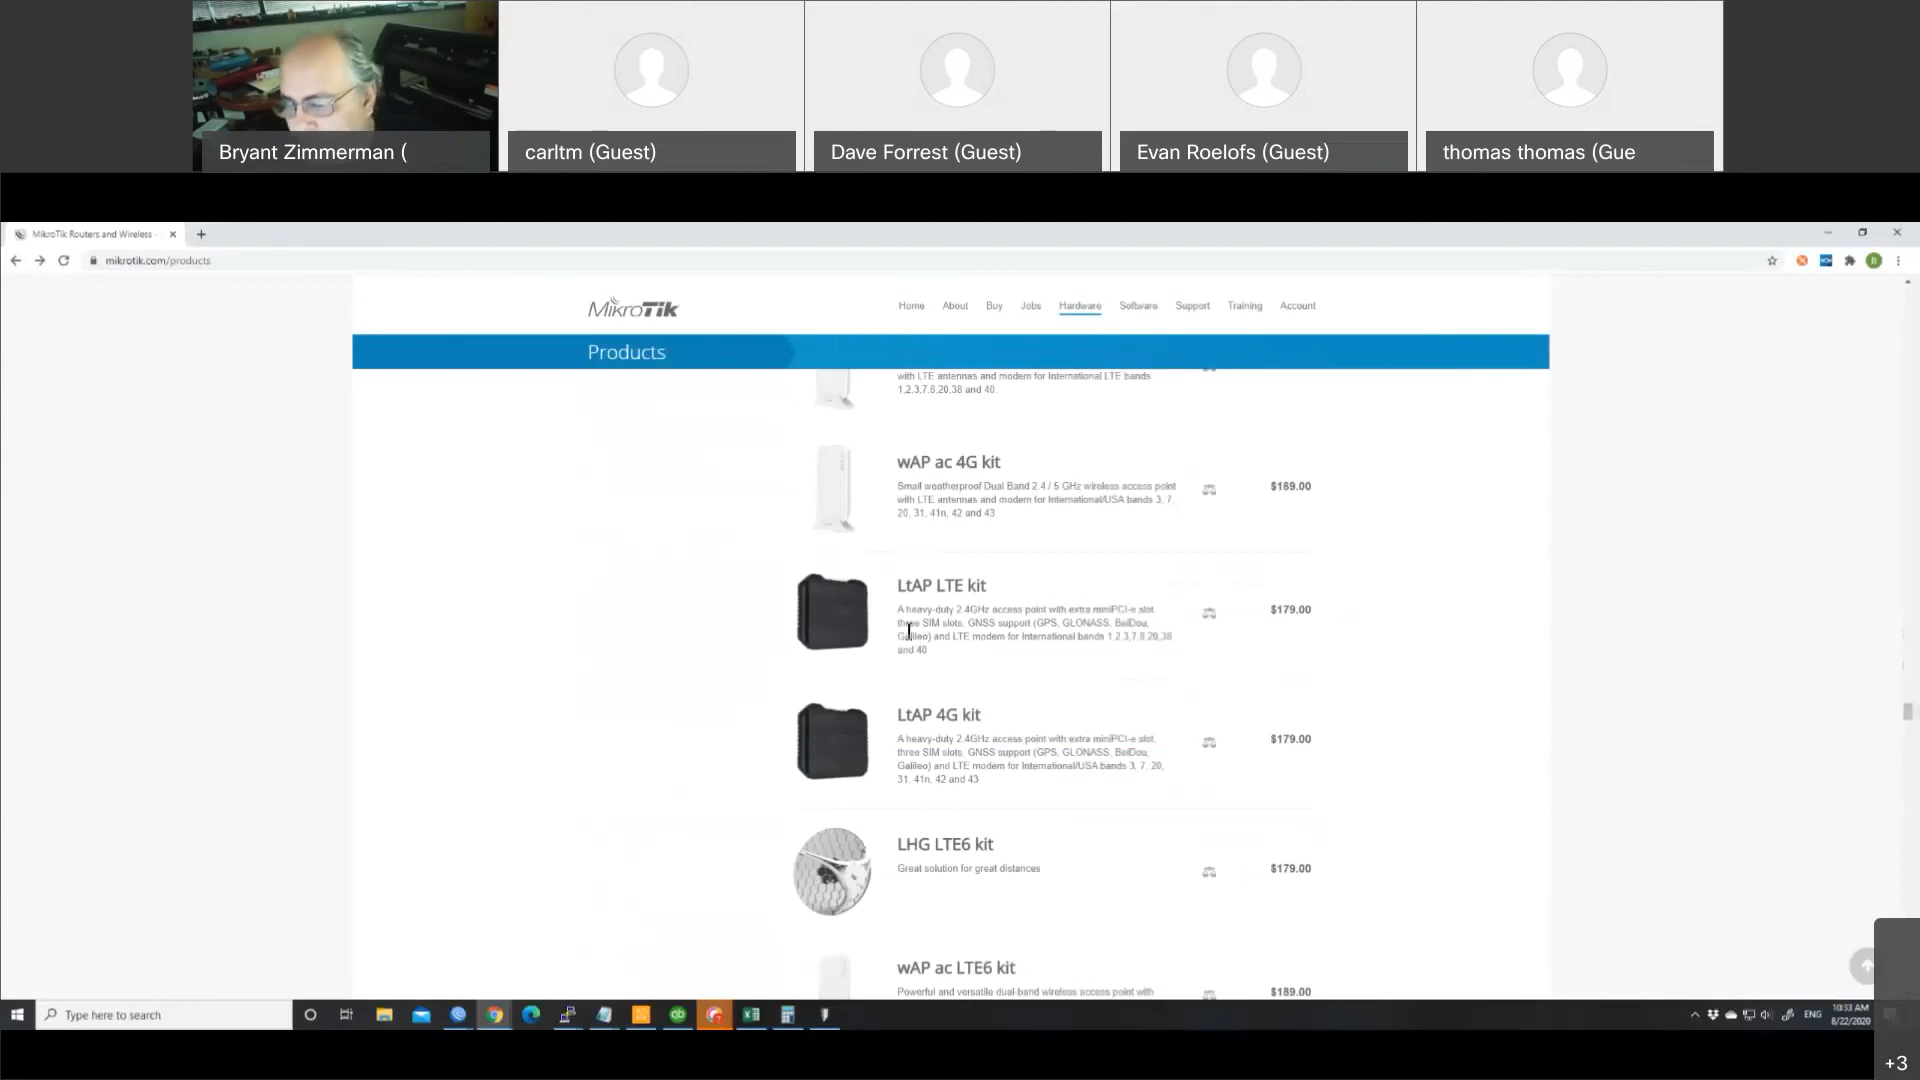 Bryant Zimmerman (
carltm (Guest)
Dave Forrest (Guest)
Evan Roelofs (Guest)
thomas thomas (Gue
MikroTik Routers and Wireless -
mikrotik.com/products
MikroTik
Home About Buy Jobs Hardware Software Support Training Account
Products
with LTE antennas and modem for International LTE bands
1,2,3,7,8,20,38 and 40.
wAP ac 4G kit
Small weatherproof Dual Band 2.4 / 5 GHz wireless access point
with LTE antennas and modem for International/USA bands 3, 7,
20, 31, 41n, 42 and 43
$169.00
LtAP LTE kit
A heavy-duty 2.4GHz access point with extra miniPCI-e slot,
three SIM slots, GNSS support (GPS, GLONASS, BeiDou,
Galileo) and LTE modem for International bands 1,2,3,7,8,20,38
and 40
$179.00
LtAP 4G kit
A heavy-duty 2.4GHz access point with extra miniPCI-e slot,
three SIM slots, GNSS support (GPS, GLONASS, BeiDou,
Galileo) and LTE modem for International/USA bands 3, 7, 20,
31, 41n, 42 and 43
$179.00
LHG LTE6 kit
Great solution for great distances
$179.00
wAP ac LTE6 kit
Powerful and versatile dual-band wireless access point with
$189.00
Type here to search
ENG
10:33 AM
8/22/2020
+3